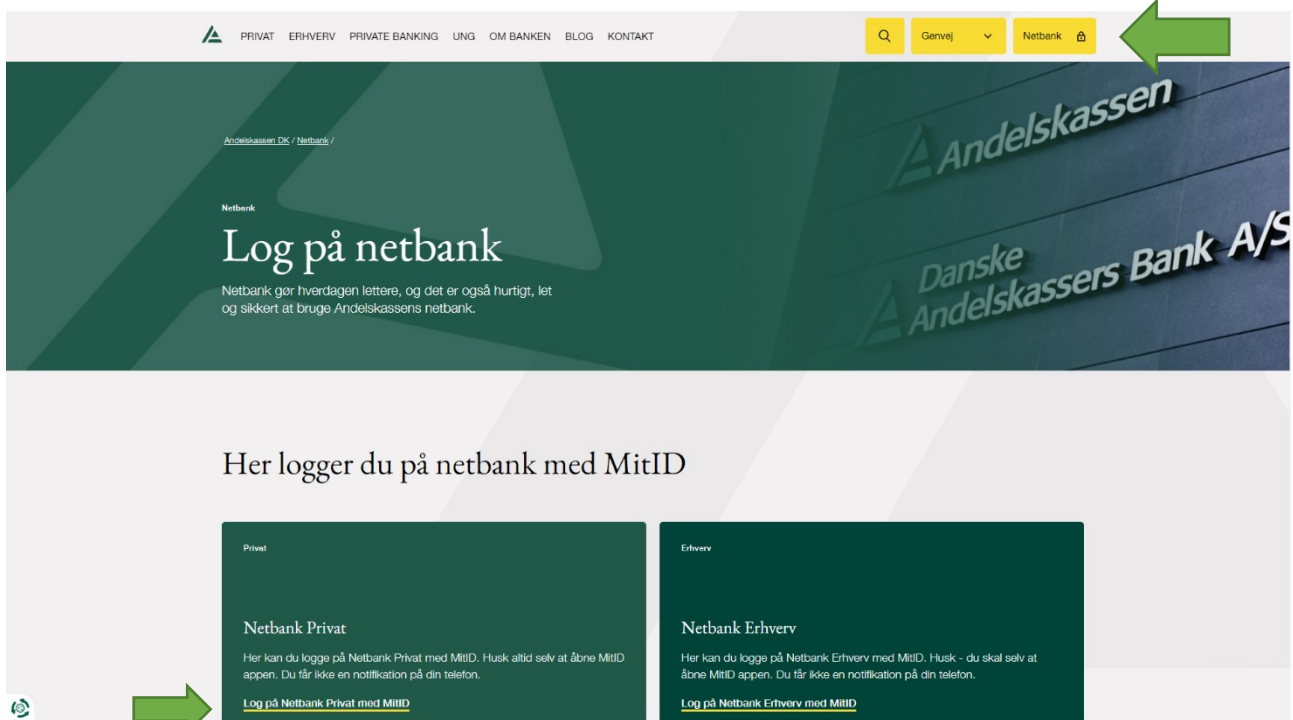 PRIVAT ERHVERV PRIVATE BANKING UNG OM BANKEN BLOG KONTAKT
Genvej
Netbank
Andelskassen DK / Netbank /
Netbank
Log på netbank
Netbank gør hverdagen lettere, og det er også hurtigt, let
og sikkert at bruge Andelskassens netbank.
Andelskassen
Danske
Andelskassers Bank A/S
Her logger du på netbank med MitID
Privat
Netbank Privat
Her kan du logge på Netbank Privat med MitID. Husk altid selv at åbne MitID
appen. Du får ikke en notifikation på din telefon.
Log på Netbank Privat med MitID
Erhverv
Netbank Erhverv
Her kan du logge på Netbank Erhverv med MitID. Husk - du skal selv at
åbne MitID appen. Du får ikke en notifikation på din telefon.
Log på Netbank Erhverv med MitID